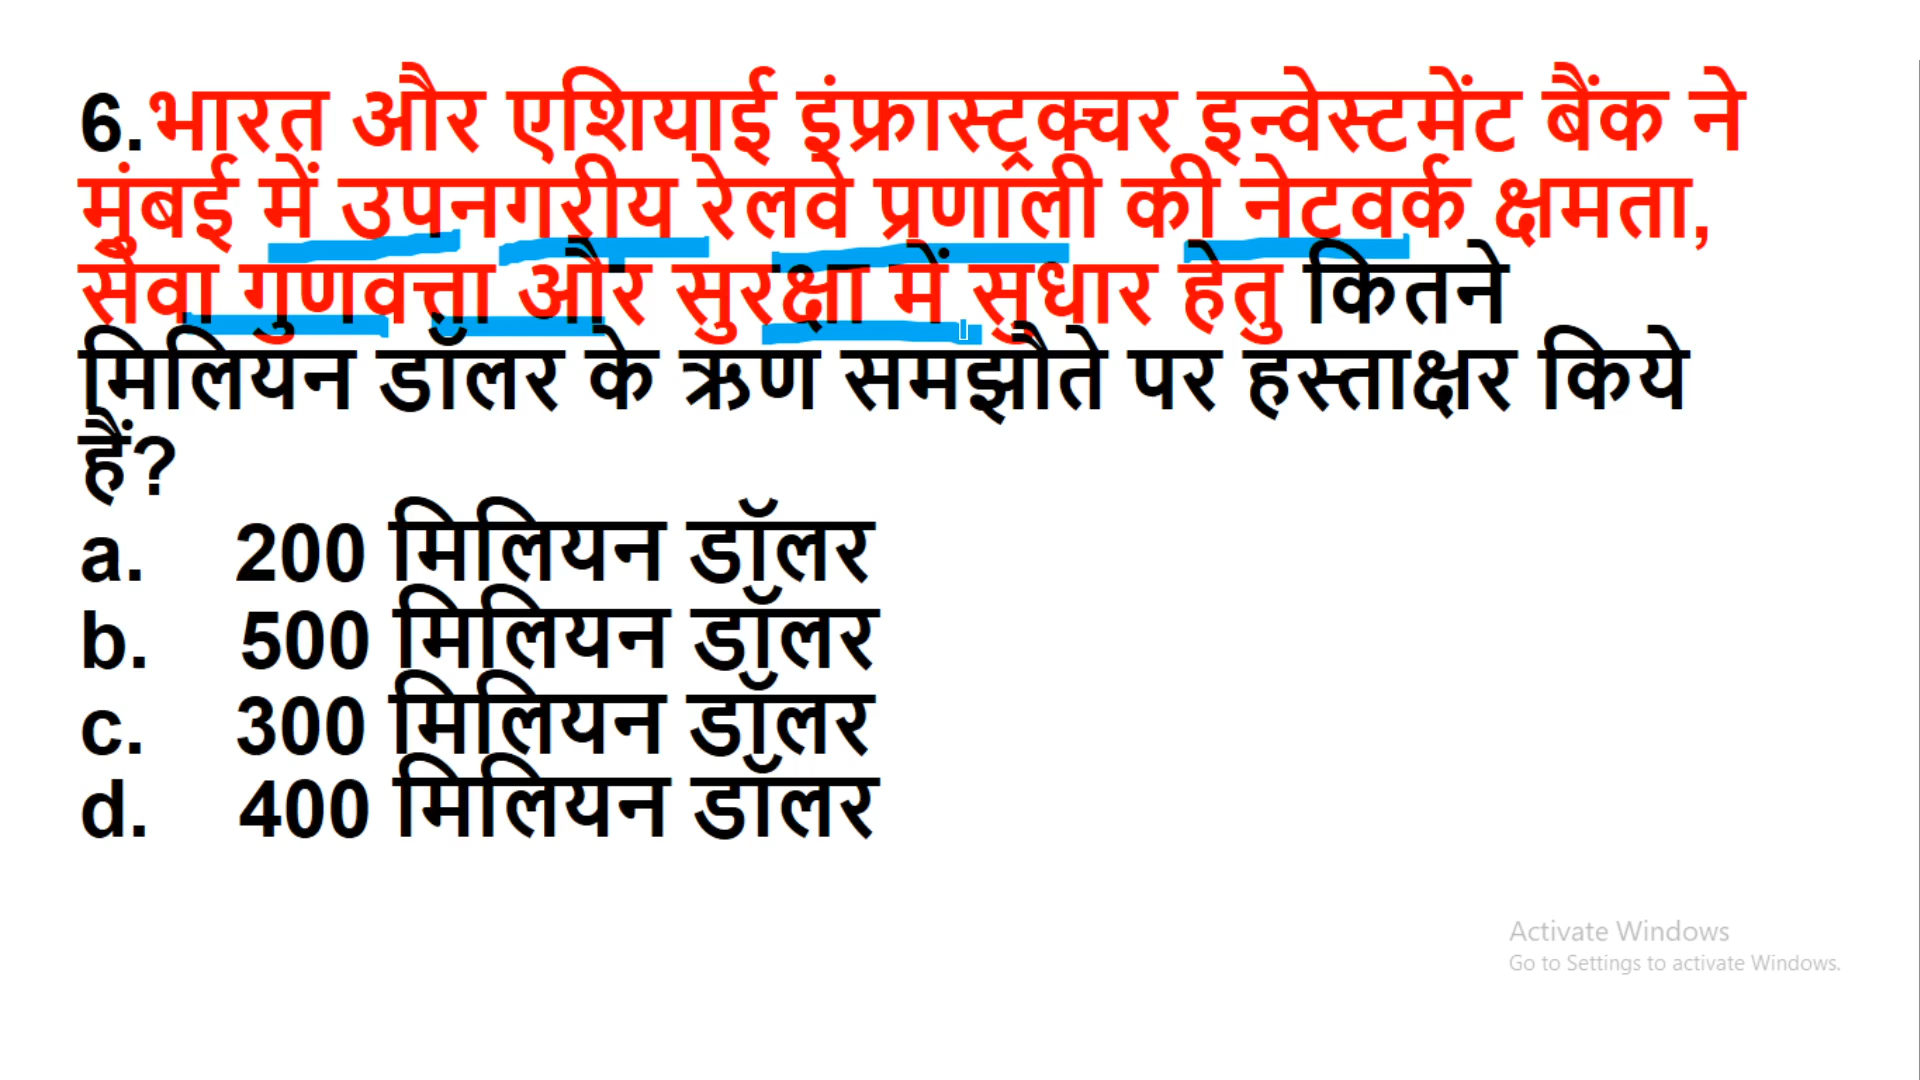 6.भारत और एशियाई इंफ्रास्ट्रक्चर इन्वेस्टमेंट बैंक ने
मुंबई में उपनगरीय रेलवे प्रणाली की नेटवर्क क्षमता,
सेवा गुणवत्ता और सुरक्षा में सुधार हेतु कितने
मिलियन डॉलर के ऋण समझौते पर हस्ताक्षर किये
हैं?
a. 200 मिलियन डॉलर
b. 500 मिलियन डॉलर
c. 300 मिलियन डॉलर
d. 400 मिलियन डॉलर
Activate Windows
Go to Settings to activate Windows.